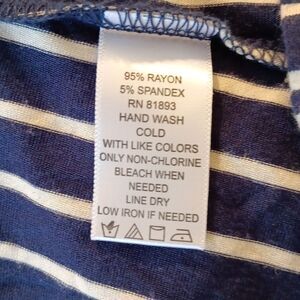 95% RAYON
5% SPANDEX
RN 81893
HAND WASH
COLD
WITH LIKE COLORS
ONLY NON-CHLORINE
BLEACH WHEN
NEEDED
LINE DRY
LOW IRON IF NEEDED